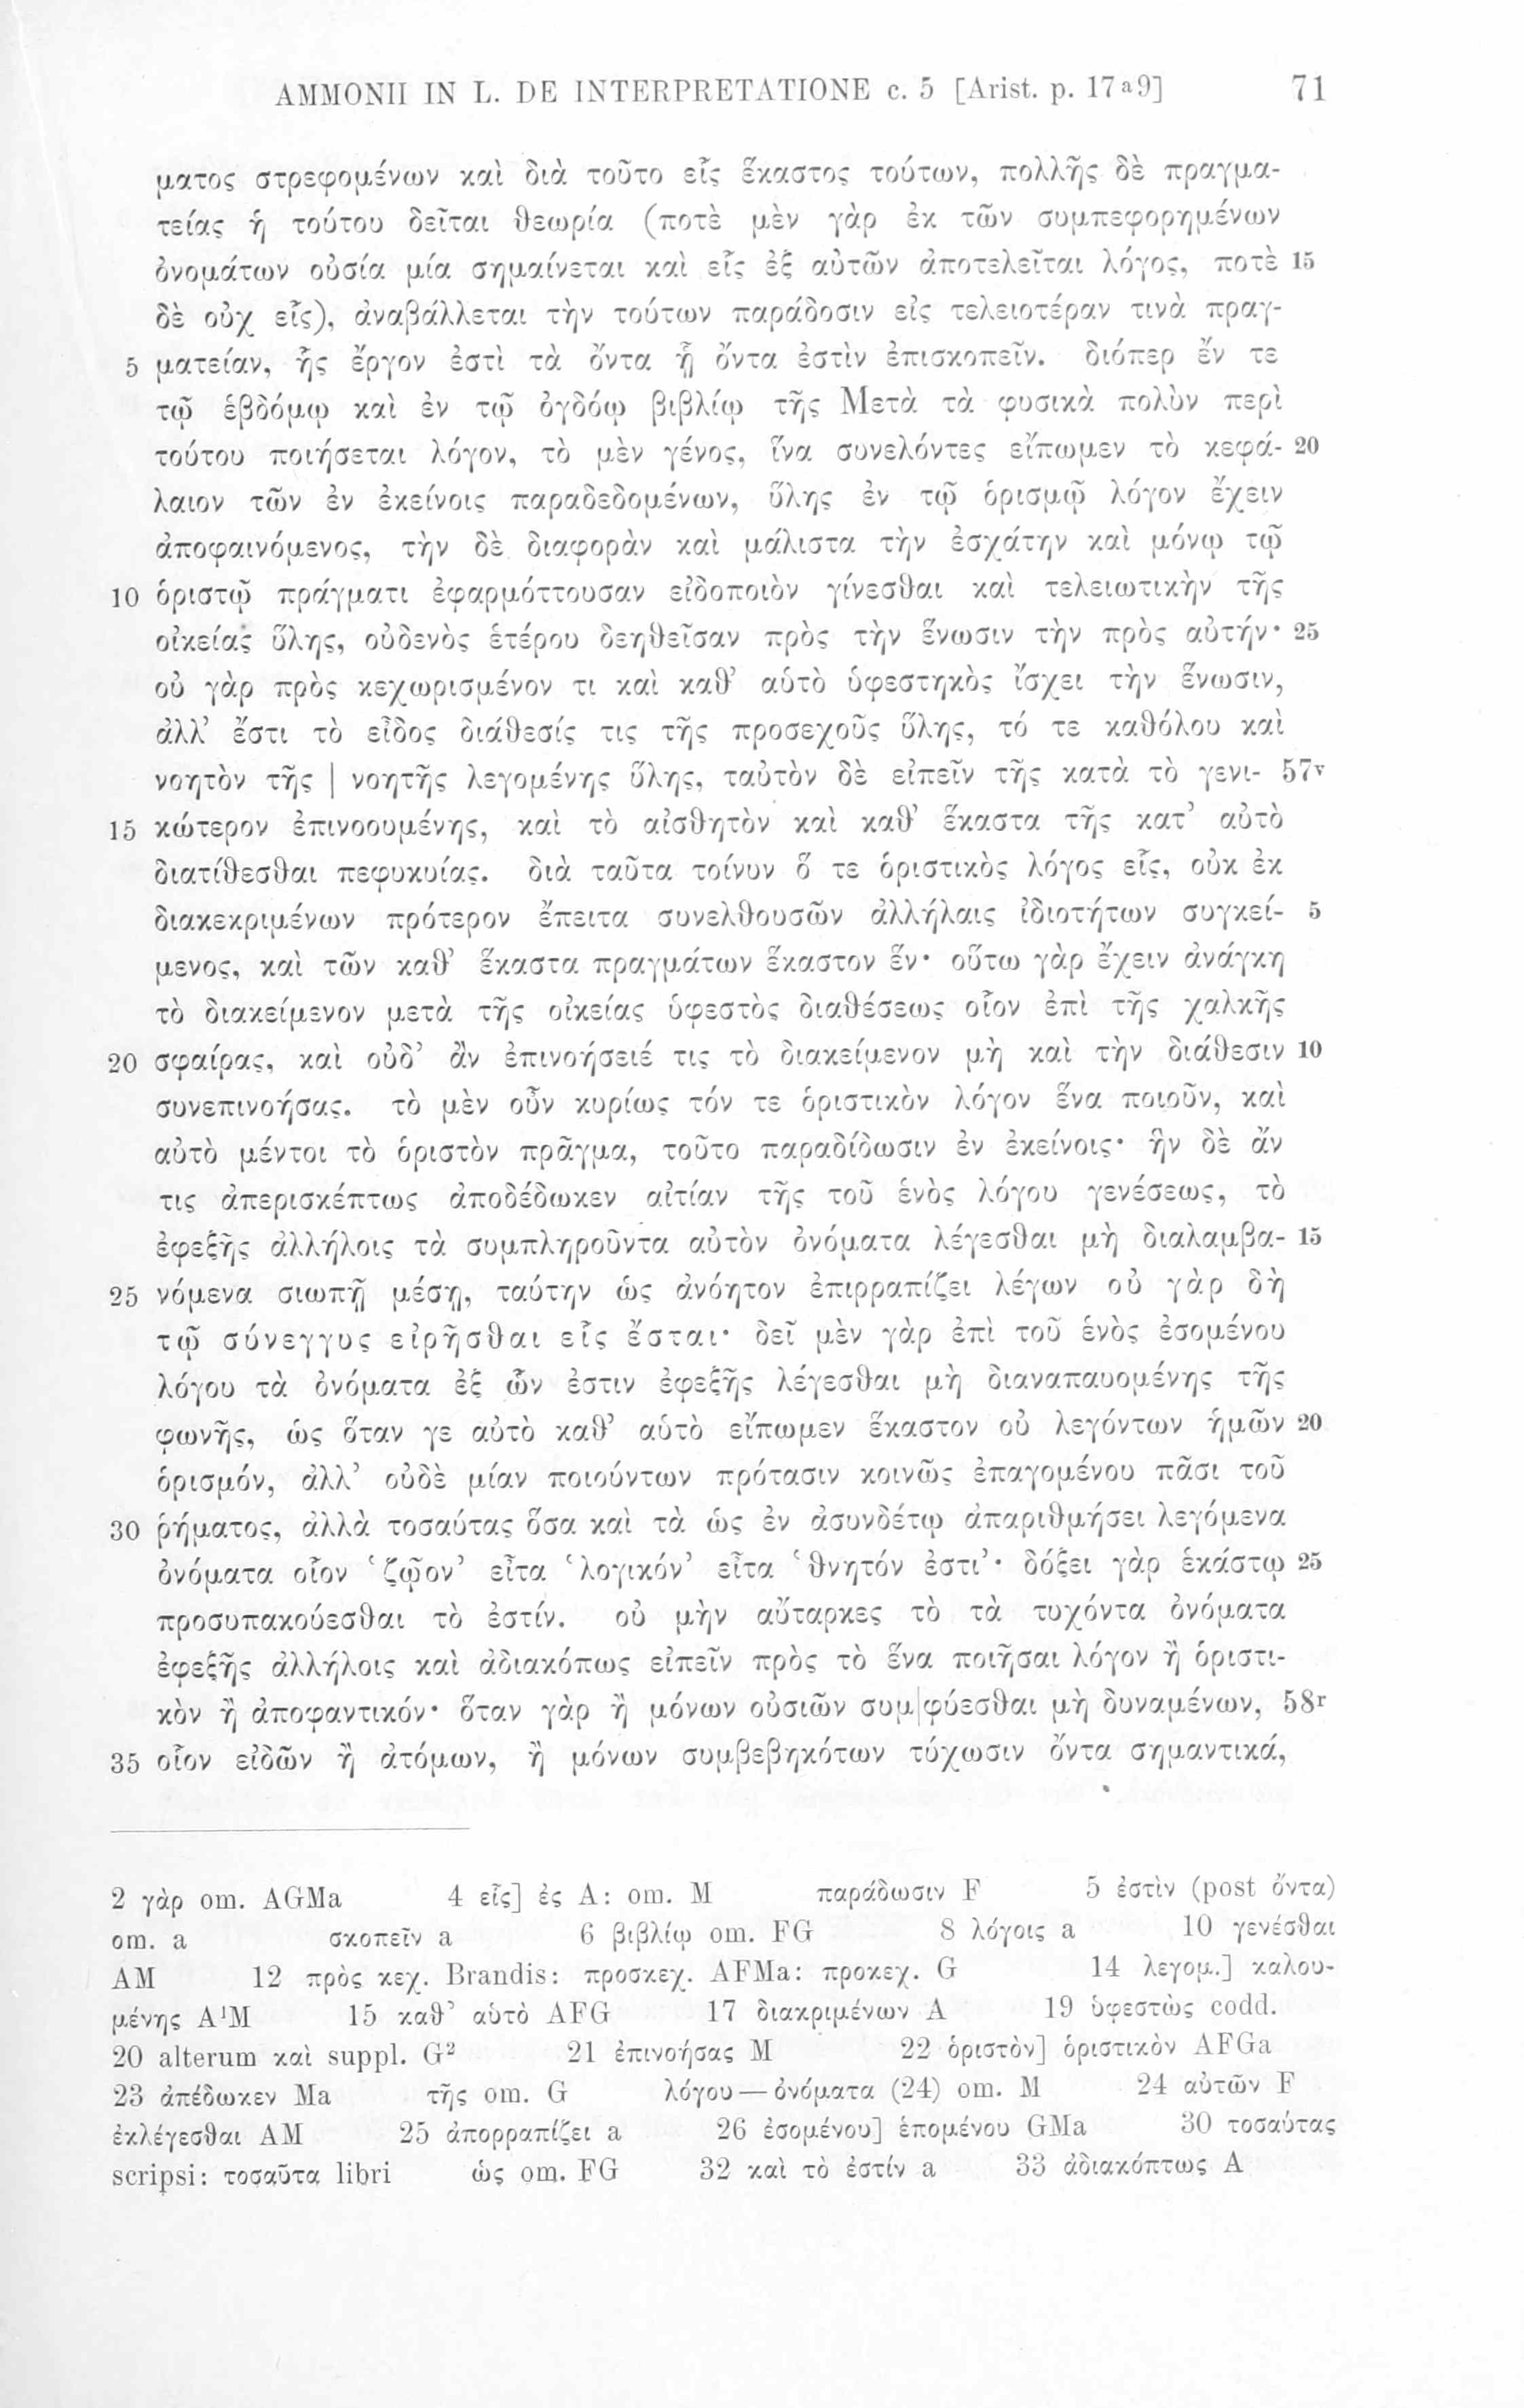 AMMONII IN L. DE INTERPRETATIONE c. 5 [Arist. p. 17a9] 71
ματος στρεφομένων καὶ διὰ τοῦτο εἷς ἕκαστος τούτων, πολλῆς δὲ πραγμα-
τείας ἡ τούτου δεῖται θεωρία (ποτὲ μὲν γὰρ ἐκ τῶν συμπεφορημένων
ὀνομάτων οὐσία μία σημαίνεται καὶ εἷς ἐξ αὐτῶν ἀποτελεῖται λόγος, ποτὲ 15
δὲ οὐχ εἷς), ἀναβάλλεται τὴν τούτων παράδοσιν εἰς τελειοτέραν τινὰ πραγ-
5 ματείαν, ἧς ἔργον ἐστὶ τὰ ὄντα ᾗ ὄντα ἐστὶν ἐπισκοπεῖν. διόπερ ἔν τε
τῷ ἑβδόμῳ καὶ ἐν τῷ ὀγδόῳ βιβλίῳ τῆς Μετὰ τὰ φυσικὰ πολὺν περὶ
τούτου ποιήσεται λόγον, τὸ μὲν γένος, ἵνα συνελόντες εἴπωμεν τὸ κεφά- 20
λαιον τῶν ἐν ἐκείνοις παραδεδομένων, ὕλης ἐν τῷ ὁρισμῷ λόγον ἔχειν
ἀποφαινόμενος, τὴν δὲ διαφορὰν καὶ μάλιστα τὴν ἐσχάτην καὶ μόνῳ τῷ
10 ὁριστῷ πράγματι ἐφαρμόττουσαν εἰδοποιὸν γίνεσθαι καὶ τελειωτικὴν τῆς
οἰκείας ὕλης, οὐδενὸς ἑτέρου δεηθεῖσαν πρὸς τὴν ἕνωσιν τὴν πρὸς αὐτήν· 25
οὐ γὰρ πρὸς κεχωρισμένον τι καὶ καθ’ αὑτὸ ὑφεστηκὸς ἴσχει τὴν ἕνωσιν,
ἀλλ’ ἔστι τὸ εἶδος διάθεσίς τις τῆς προσεχοῦς ὕλης, τό τε καθόλου καὶ
νοητὸν τῆς | νοητῆς λεγομένης ὕλης, ταὐτὸν δὲ εἰπεῖν τῆς κατὰ τὸ γενι- 57v
15 κώτερον ἐπινοουμένης, καὶ τὸ αἰσθητὸν καὶ καθ’ ἕκαστα τῆς κατ’ αὐτὸ
διατίθεσθαι πεφυκυίας. διὰ ταῦτα τοίνυν ὅ τε ὁριστικὸς λόγος εἷς, οὐκ ἐκ
διακεκριμένων πρότερον ἔπειτα συνελθουσῶν ἀλλήλαις ἰδιοτήτων συγκεί- 5
μενος, καὶ τῶν καθ’ ἕκαστα πραγμάτων ἕκαστον ἕν· οὕτω γὰρ ἔχειν ἀνάγκη
τὸ διακείμενον μετὰ τῆς οἰκείας ὑφεστὸς διαθέσεως οἷον ἐπὶ τῆς χαλκῆς
20 σφαίρας, καὶ οὐδ’ ἂν ἐπινοήσειέ τις τὸ διακείμενον μὴ καὶ τὴν διάθεσιν 10
συνεπινοήσας. τὸ μὲν οὖν κυρίως τόν τε ὁριστικὸν λόγον ἕνα ποιοῦν, καὶ
αὐτὸ μέντοι τὸ ὁριστὸν πρᾶγμα, τοῦτο παραδίδωσιν ἐν ἐκείνοις· ἣν δὲ ἄν
τις ἀπερισκέπτως ἀποδέδωκεν αἰτίαν τῆς τοῦ ἑνὸς λόγου γενέσεως, τὸ
ἐφεξῆς ἀλλήλοις τὰ συμπληροῦντα αὐτὸν ὀνόματα λέγεσθαι μὴ διαλαμβα- 15
25 νόμενα σιωπῇ μέσῃ, ταύτην ὡς ἀνόητον ἐπιρραπίζει λέγων οὐ γὰρ δὴ
τῷ σύνεγγυς εἰρῆσθαι εἷς ἔσται· δεῖ μὲν γὰρ ἐπὶ τοῦ ἑνὸς ἐσομένου
λόγου τὰ ὀνόματα ἐξ ὧν ἐστιν ἐφεξῆς λέγεσθαι μὴ διαναπαυομένης τῆς
φωνῆς, ὡς ὅταν γε αὐτὸ καθ’ αὑτὸ εἴπωμεν ἕκαστον οὐ λεγόντων ἡμῶν 20
ὁρισμόν, ἀλλ’ οὐδὲ μίαν ποιούντων πρότασιν κοινῶς ἐπαγομένου πᾶσι τοῦ
30 ῥήματος, ἀλλὰ τοσαύτας ὅσα καὶ τὰ ὡς ἐν ἀσυνδέτῳ ἀπαριθμήσει λεγόμενα
ὀνόματα οἷον ‘ζῷον’ εἶτα ‘λογικόν’ εἶτα ‘θνητόν ἐστι’· δόξει γὰρ ἑκάστῳ 25
προσυπακούεσθαι τὸ ἐστίν. οὐ μὴν αὔταρκες τὸ τὰ τυχόντα ὀνόματα
ἐφεξῆς ἀλλήλοις καὶ ἀδιακόπως εἰπεῖν πρὸς τὸ ἕνα ποιῆσαι λόγον ἢ ὁριστι-
κὸν ἢ ἀποφαντικόν· ὅταν γὰρ ἢ μόνων οὐσιῶν συμ|φύεσθαι μὴ δυναμένων, 58r
35 οἷον εἰδῶν ἢ ἀτόμων, ἢ μόνων συμβεβηκότων τύχωσιν ὄντα σημαντικά,
2 γὰρ om. AGMa 4 εἷς] ἐς A: om. M παράδωσιν F 5 ἐστὶν (post ὄντα)
om. a σκοπεῖν a 6 βιβλίῳ om. FG 8 λόγοις a 10 γενέσθαι
AM 12 πρὸς κεχ. Brandis: προσκεχ. AFMa: προκεχ. G 14 λεγομ.] καλου-
μένης A¹M 15 καθ’ αὑτὸ AFG 17 διακριμένων A 19 ὑφεστὼς codd.
20 alterum καὶ suppl. G² 21 ἐπινοήσας M 22 ὁριστὸν] ὁριστικὸν AFGa
23 ἀπέδωκεν Ma τῆς om. G λόγου — ὀνόματα (24) om. M 24 αὐτῶν F
ἐκλέγεσθαι AM 25 ἀπορραπίζει a 26 ἐσομένου] ἑπομένου GMa 30 τοσαύτας
scripsi: τοσαῦτα libri ὡς om. FG 32 καὶ τὸ ἐστίν a 33 ἀδιακόπτως A